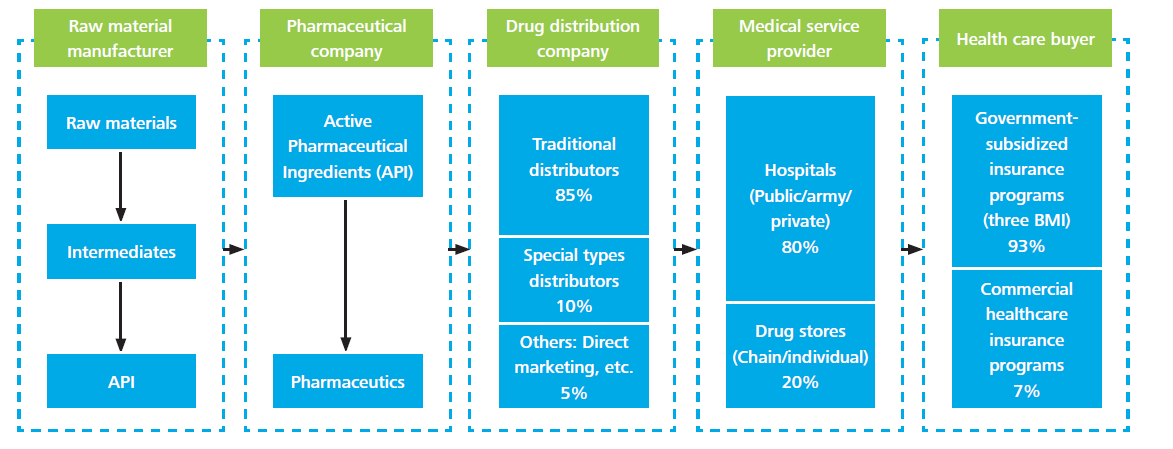 Raw material
manufacturer
Raw materials
Intermediates
API
Pharmaceutical
company
Active
Pharmaceutical
Ingredients (API)
Pharmaceutics
Drug distribution
company
Traditional
distributors
85%
Special types
distributors
10%
Others: Direct
marketing, etc.
5%
Medical service
provider
Hospitals
(Public/army/
private)
80%
Drug stores
(Chain/individual)
20%
Health care buyer
Government-
subsidized
insurance
programs
(three BMI)
93%
Commercial
healthcare
insurance
programs
7%